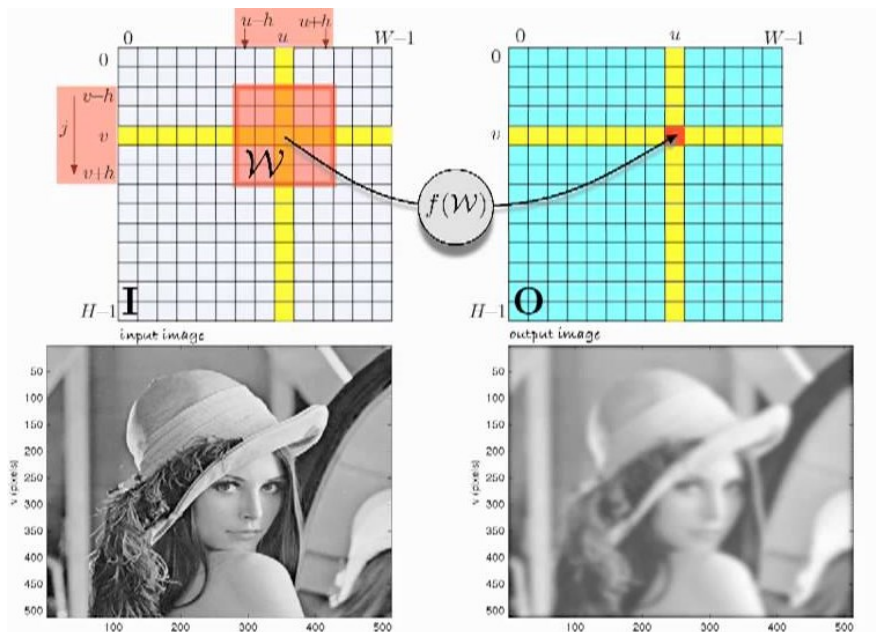 u−h u+h
0 u W−1
0
v−h
j
v
v+h
H−1
W
I
input image
f(W)
0 u W−1
0
v
O
output image
50
100
150
200
250
300
350
400
450
500
v (pixels)
100 200 300 400 500
50
100
150
200
250
300
350
400
450
500
v (pixels)
100 200 300 400 500